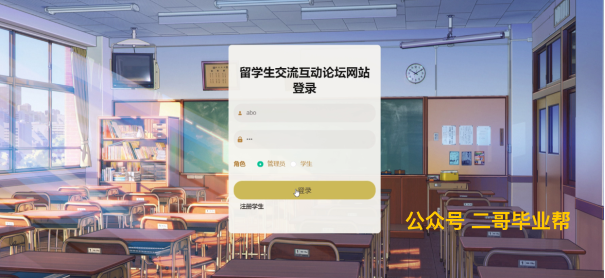 留学生交流互动论坛网站
登录
abo
•••
角色
管理员
学生
登录
注册学生
公众号 二哥毕业帮